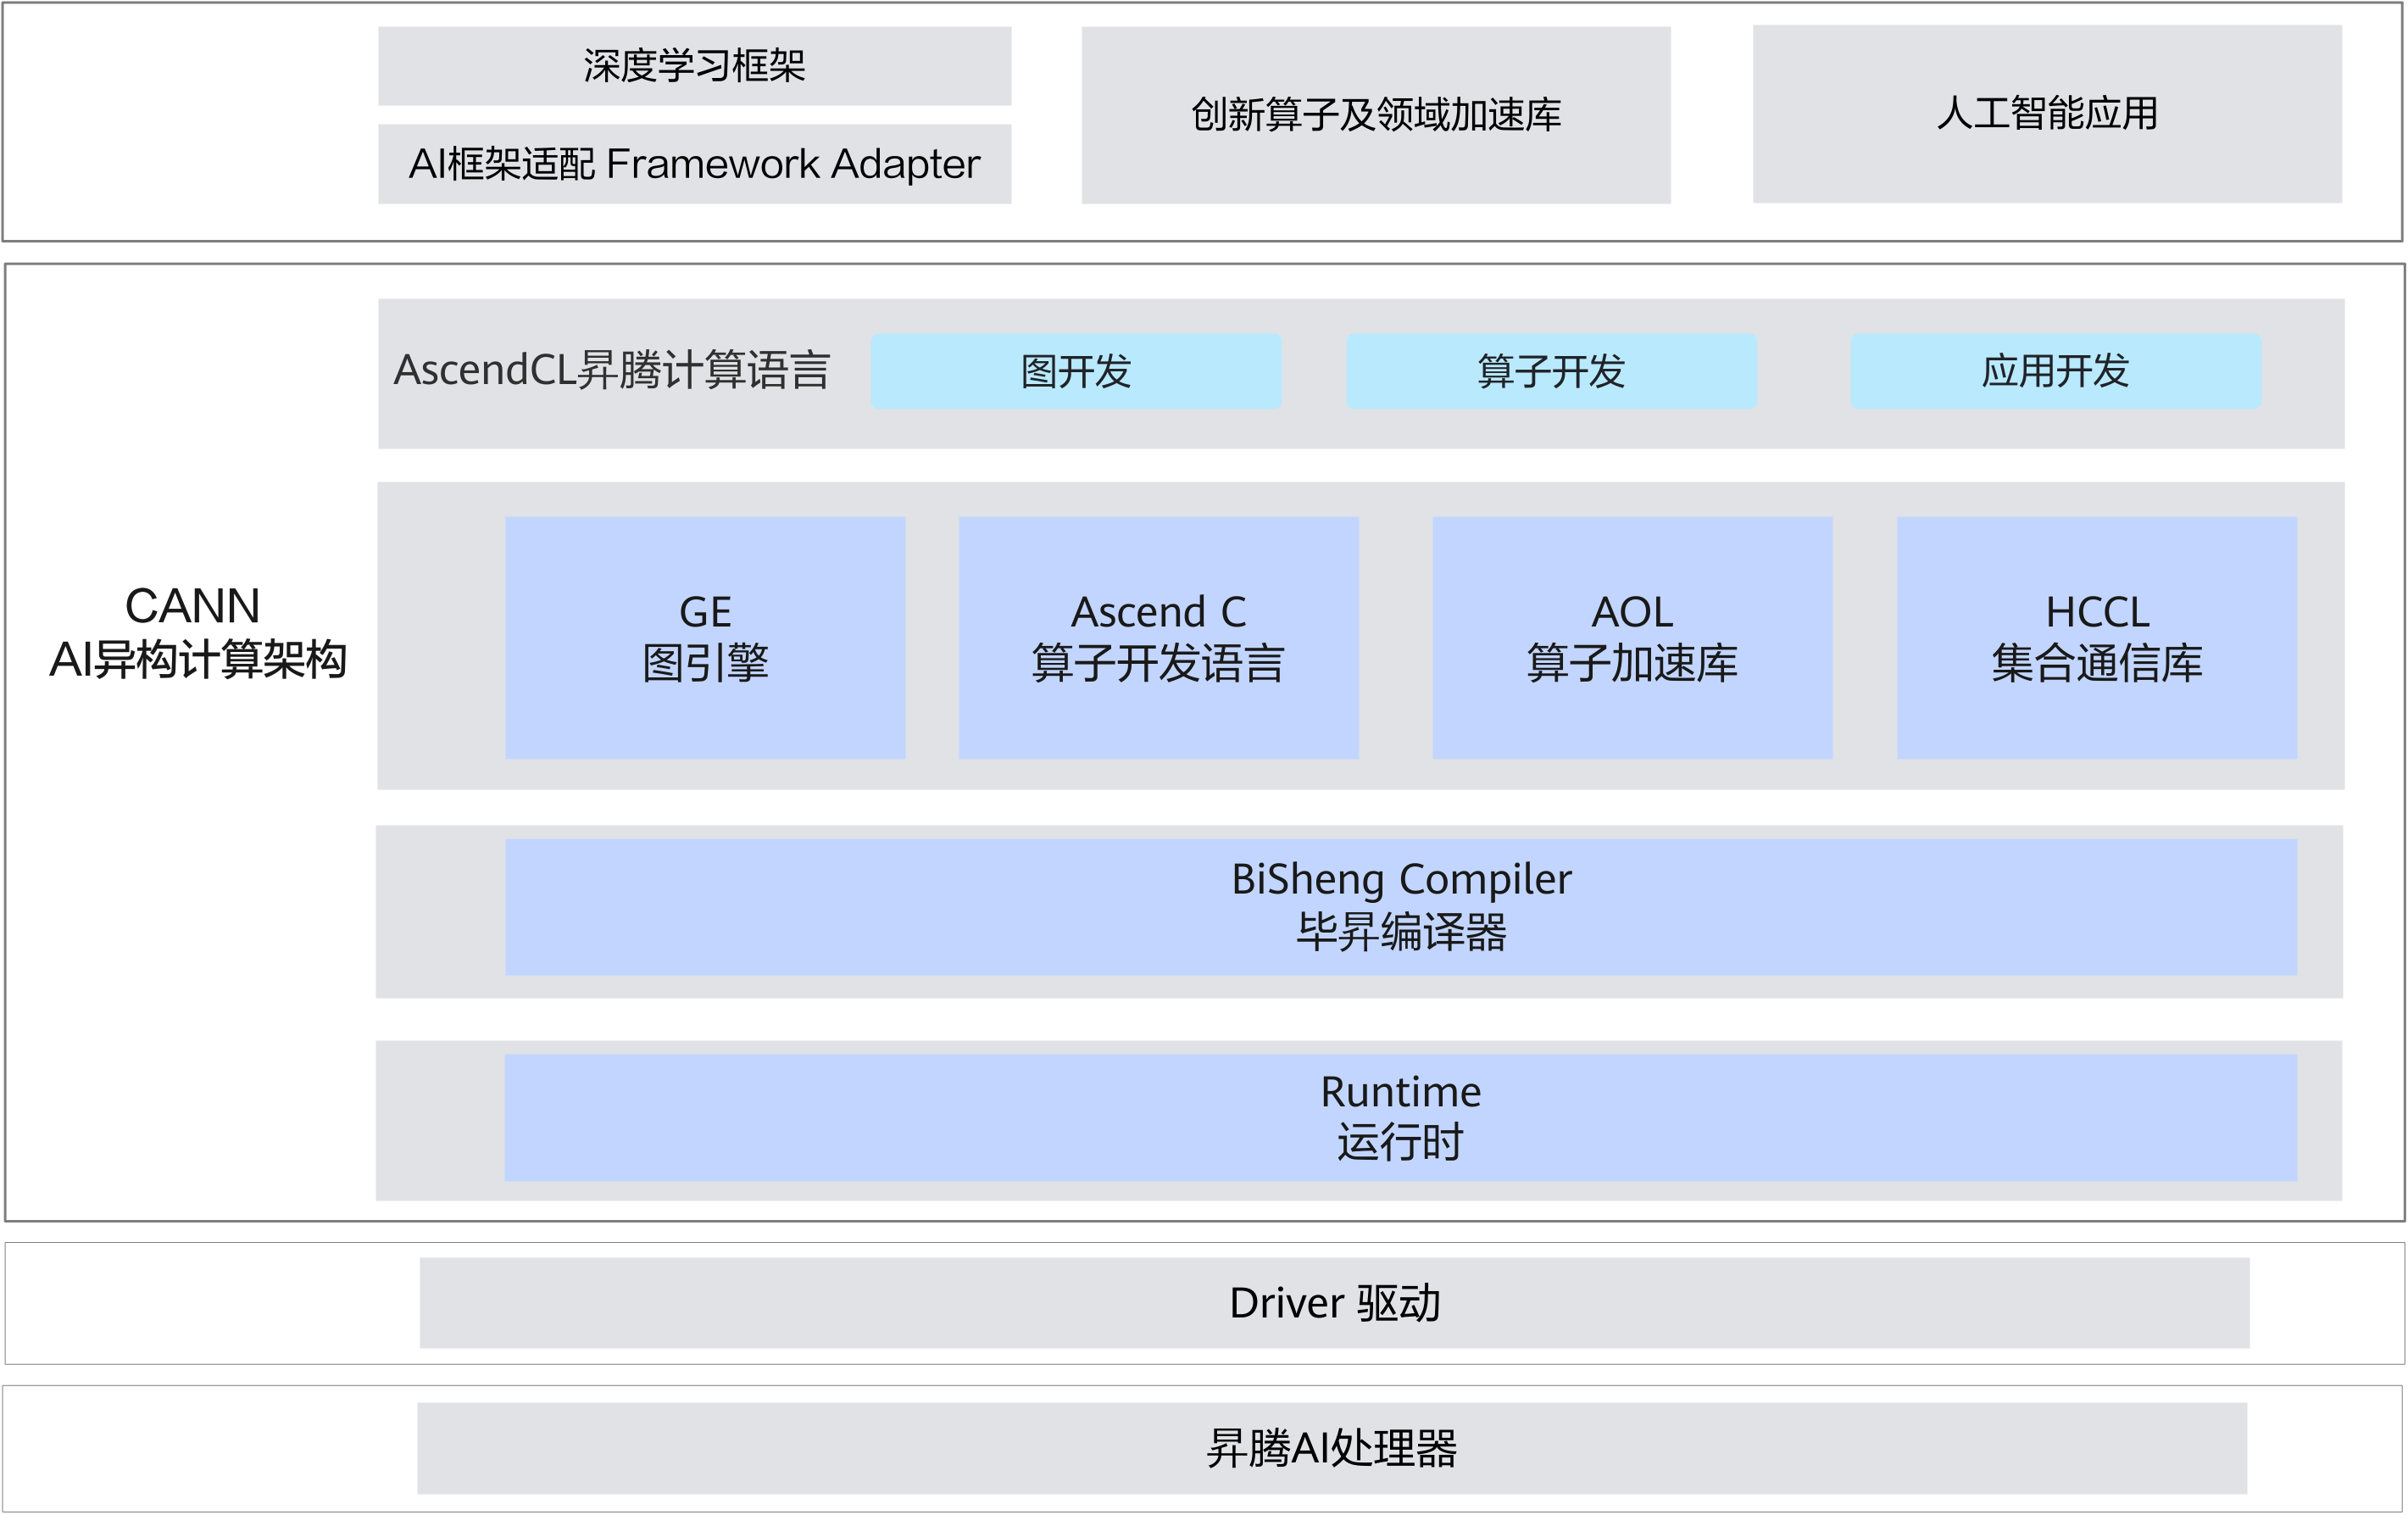 深度学习框架
AI框架适配 Framework Adapter
创新算子及领域加速库
人工智能应用
CANN
AI异构计算架构
AscendCL昇腾计算语言
图开发
算子开发
应用开发
GE
图引擎
Ascend C
算子开发语言
AOL
算子加速库
HCCL
集合通信库
BiSheng Compiler
毕昇编译器
Runtime
运行时
Driver 驱动
昇腾AI处理器